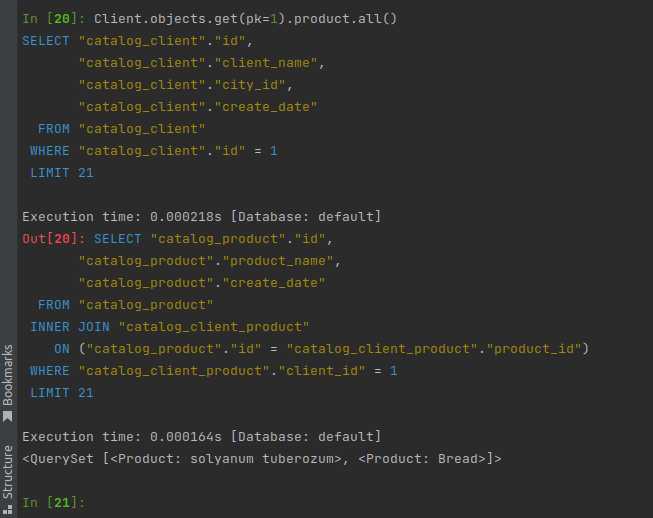 In [20]: Client.objects.get(pk=1).product.all()
SELECT "catalog_client"."id",
       "catalog_client"."client_name",
       "catalog_client"."city_id",
       "catalog_client"."create_date"
  FROM "catalog_client"
 WHERE "catalog_client"."id" = 1
 LIMIT 21
Execution time: 0.000218s [Database: default]
Out[20]: SELECT "catalog_product"."id",
       "catalog_product"."product_name",
       "catalog_product"."create_date"
  FROM "catalog_product"
 INNER JOIN "catalog_client_product"
    ON ("catalog_product"."id" = "catalog_client_product"."product_id")
 WHERE "catalog_client_product"."client_id" = 1
 LIMIT 21
Execution time: 0.000164s [Database: default]
<QuerySet [<Product: solyanum tuberozum>, <Product: Bread>]>
In [21]:
Bookmarks
Structure